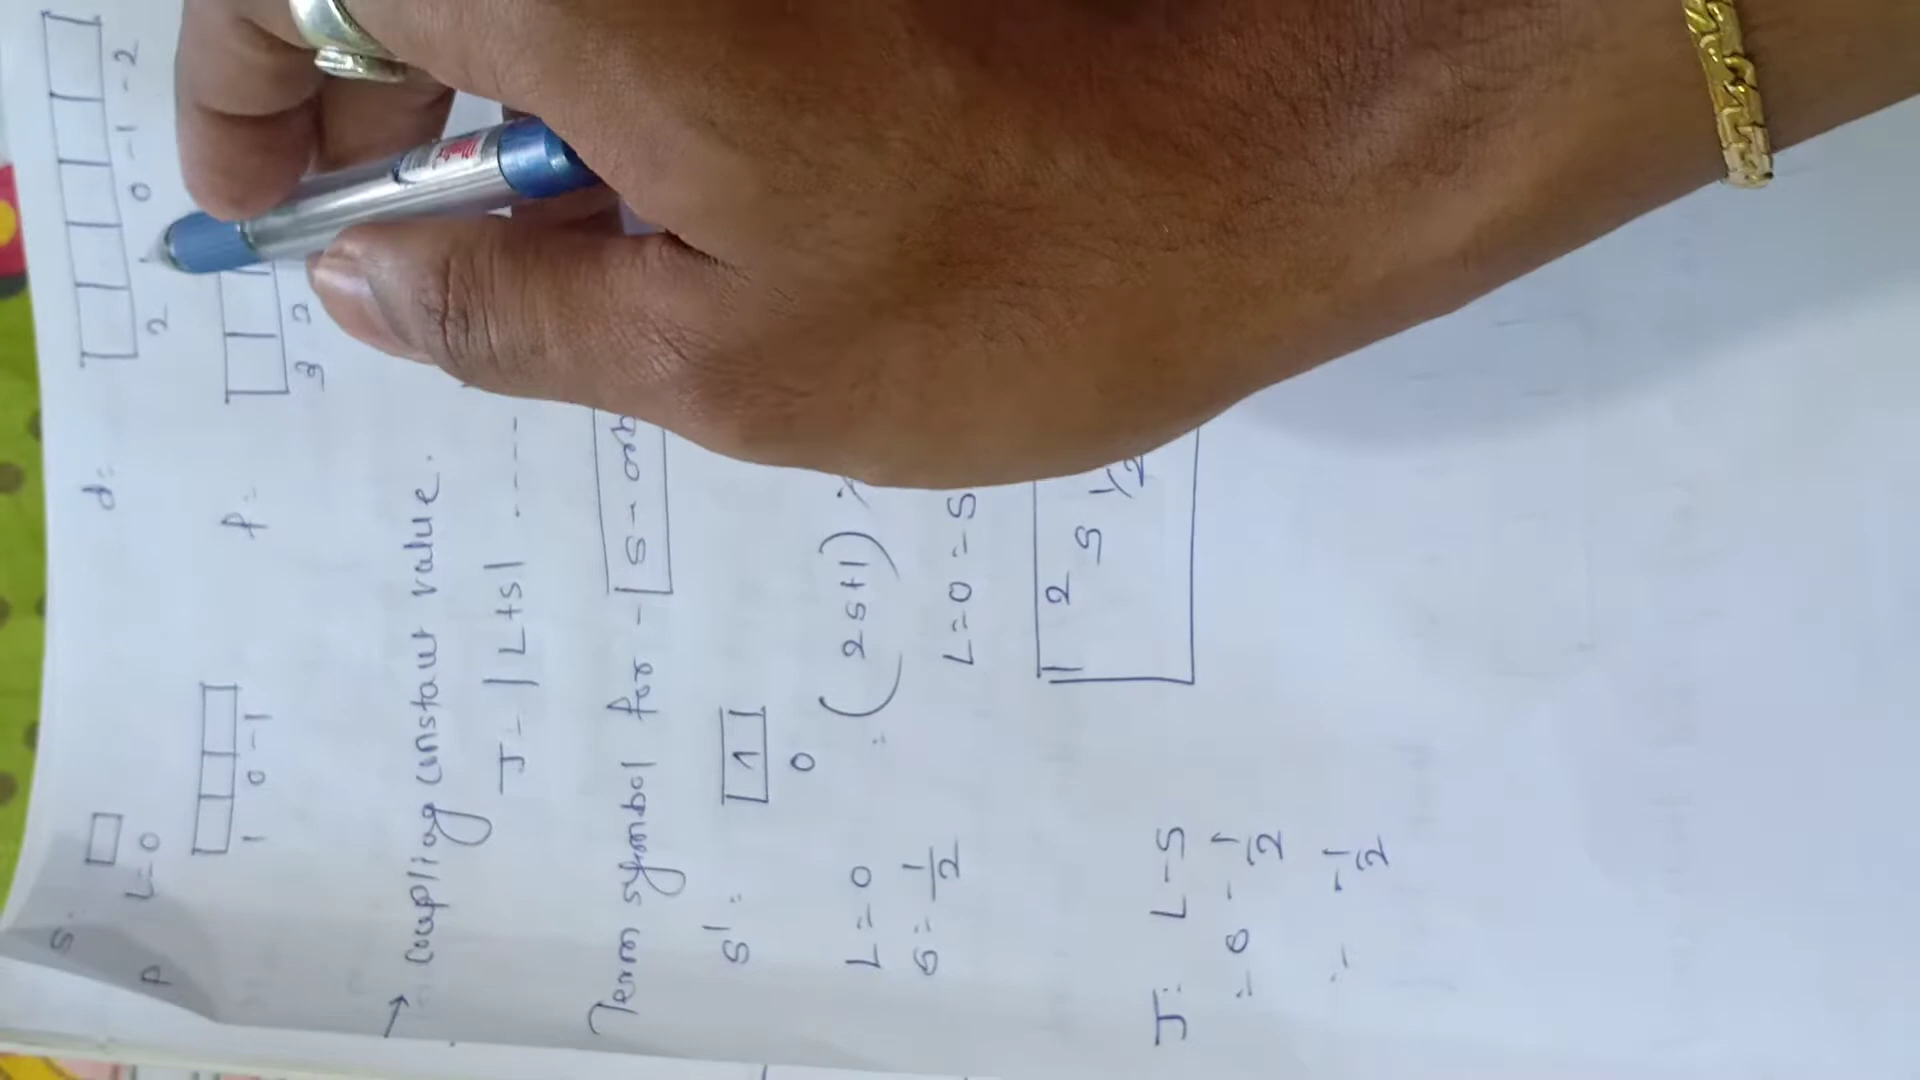 S: d:
2 1 0 -1 -2
P L=0
1 0 -1
f:
3 2
→ coupling constant value.
J = |L+S| ----
Term symbol for - S-orb
S¹ = 1
0
L=0 = (2S+1)
S = 1/2 L=0=S
² S 1/2
J: L-S
= 0 - 1/2
= -1/2